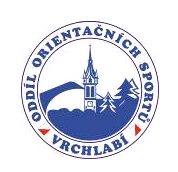 ODDÍL ORIENTAČNÍCH SPORTŮ
VRCHLABÍ